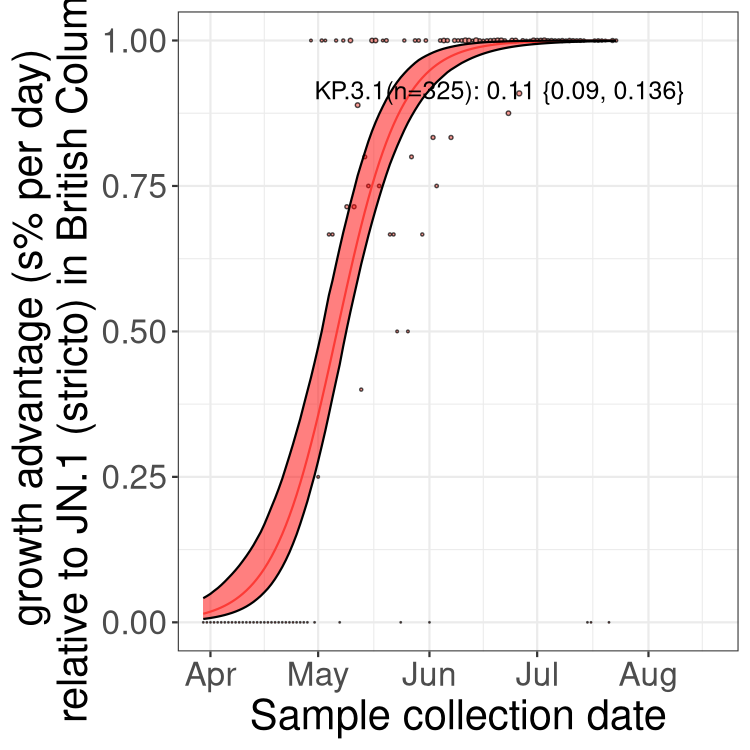 growth advantage (s% per day)
relative to JN.1 (stricto) in British Colum
1.00
0.75
0.50
0.25
0.00
KP.3.1(n=325): 0.11 {0.09, 0.136}
Apr May Jun Jul Aug
Sample collection date